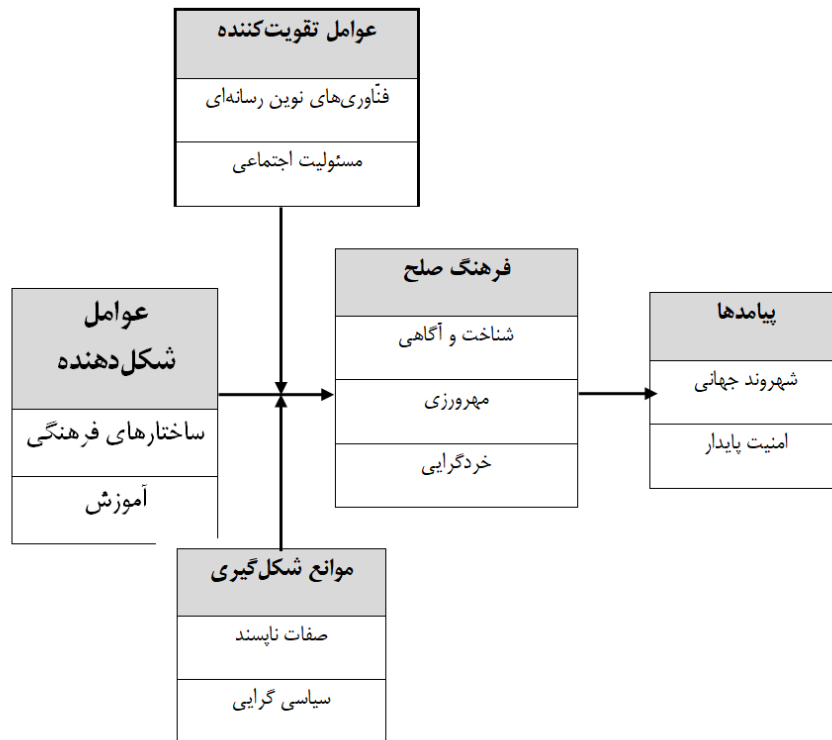 عوامل تقویت‌کننده
فنّاوری‌های نوین رسانه‌ای
مسئولیت اجتماعی
عوامل
شکل‌دهنده
ساختارهای فرهنگی
آموزش
فرهنگ صلح
شناخت و آگاهی
مهرورزی
خردگرایی
پیامدها
شهروند جهانی
امنیت پایدار
موانع شکل‌گیری
صفات ناپسند
سیاسی گرایی